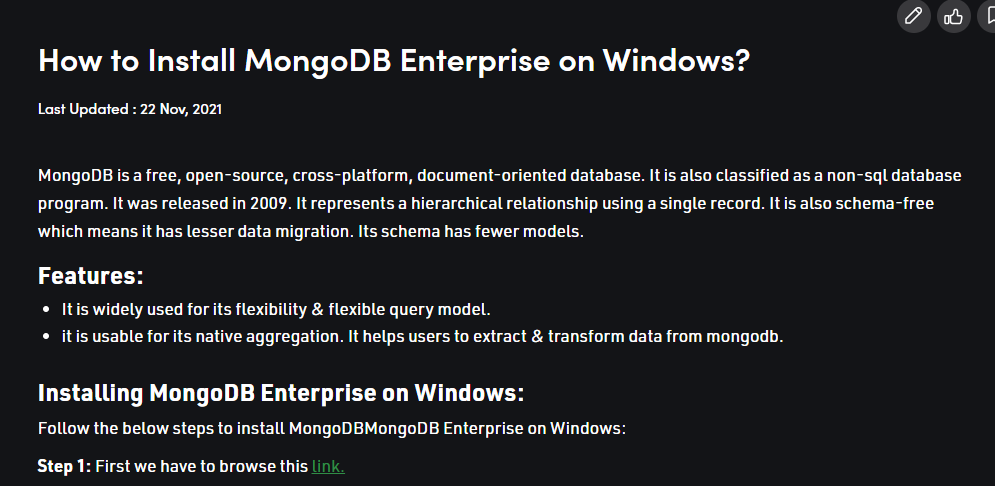 How to Install MongoDB Enterprise on Windows?
Last Updated : 22 Nov, 2021
MongoDB is a free, open-source, cross-platform, document-oriented database. It is also classified as a non-sql database
program. It was released in 2009. It represents a hierarchical relationship using a single record. It is also schema-free
which means it has lesser data migration. Its schema has fewer models.
Features:
• It is widely used for its flexibility & flexible query model.
• it is usable for its native aggregation. It helps users to extract & transform data from mongodb.
Installing MongoDB Enterprise on Windows:
Follow the below steps to install MongoDBMongoDB Enterprise on Windows:
Step 1: First we have to browse this link.